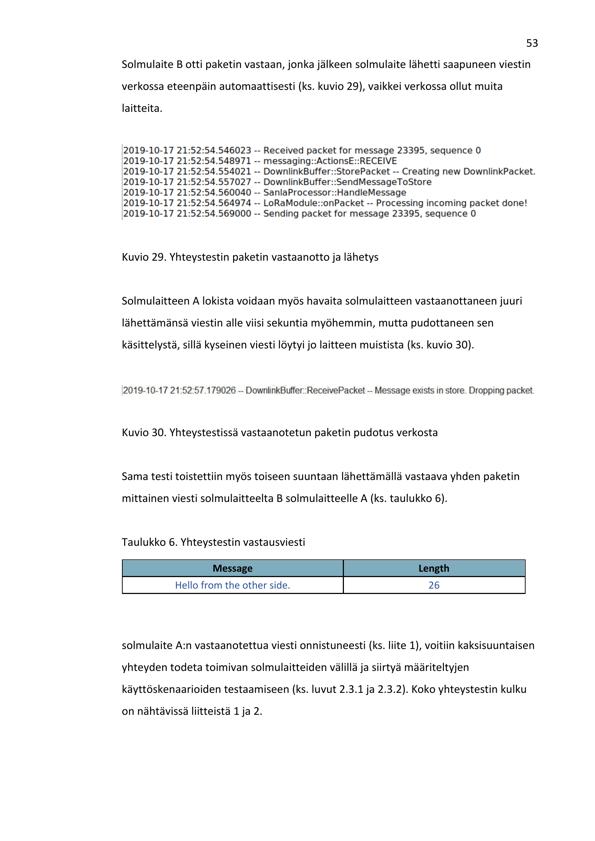 53
Solmulaite B otti paketin vastaan, jonka jälkeen solmulaite lähetti saapuneen viestin
verkossa eteenpäin automaattisesti (ks. kuvio 29), vaikkei verkossa ollut muita
laitteita.
2019-10-17 21:52:54.546023 -- Received packet for message 23395, sequence 0
2019-10-17 21:52:54.548971 -- messaging::ActionsE::RECEIVE
2019-10-17 21:52:54.554021 -- DownlinkBuffer::StorePacket -- Creating new DownlinkPacket.
2019-10-17 21:52:54.557027 -- DownlinkBuffer::SendMessageToStore
2019-10-17 21:52:54.560040 -- SanlaProcessor::HandleMessage
2019-10-17 21:52:54.564974 -- LoRaModule::onPacket -- Processing incoming packet done!
2019-10-17 21:52:54.569000 -- Sending packet for message 23395, sequence 0
Kuvio 29. Yhteystestin paketin vastaanotto ja lähetys
Solmulaitteen A lokista voidaan myös havaita solmulaitteen vastaanottaneen juuri
lähettämänsä viestin alle viisi sekuntia myöhemmin, mutta pudottaneen sen
käsittelystä, sillä kyseinen viesti löytyi jo laitteen muistista (ks. kuvio 30).
2019-10-17 21:52:57.179026 -- DownlinkBuffer::ReceivePacket -- Message exists in store. Dropping packet.
Kuvio 30. Yhteystestissä vastaanotetun paketin pudotus verkosta
Sama testi toistettiin myös toiseen suuntaan lähettämällä vastaava yhden paketin
mittainen viesti solmulaitteelta B solmulaitteelle A (ks. taulukko 6).
Taulukko 6. Yhteystestin vastausviesti
Message Length
Hello from the other side. 26
solmulaite A:n vastaanotettua viesti onnistuneesti (ks. liite 1), voitiin kaksisuuntaisen
yhteyden todeta toimivan solmulaitteiden välillä ja siirtyä määriteltyjen
käyttöskenaarioiden testaamiseen (ks. luvut 2.3.1 ja 2.3.2). Koko yhteystestin kulku
on nähtävissä liitteistä 1 ja 2.